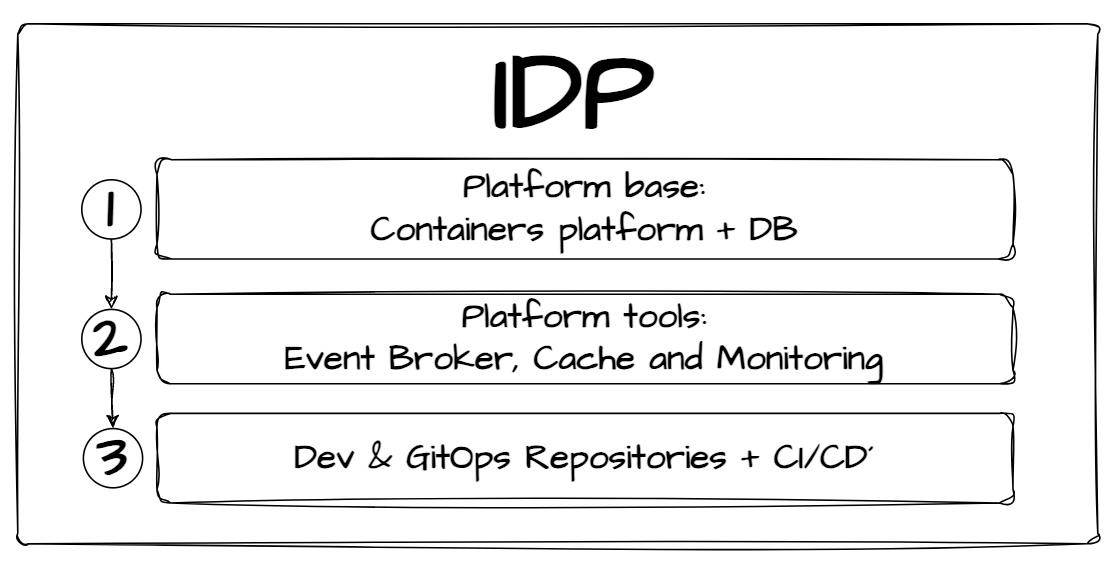 IDP
1
Platform base:
Containers platform + DB
2
Platform tools:
Event Broker, Cache and Monitoring
3
Dev & GitOps Repositories + CI/CD´